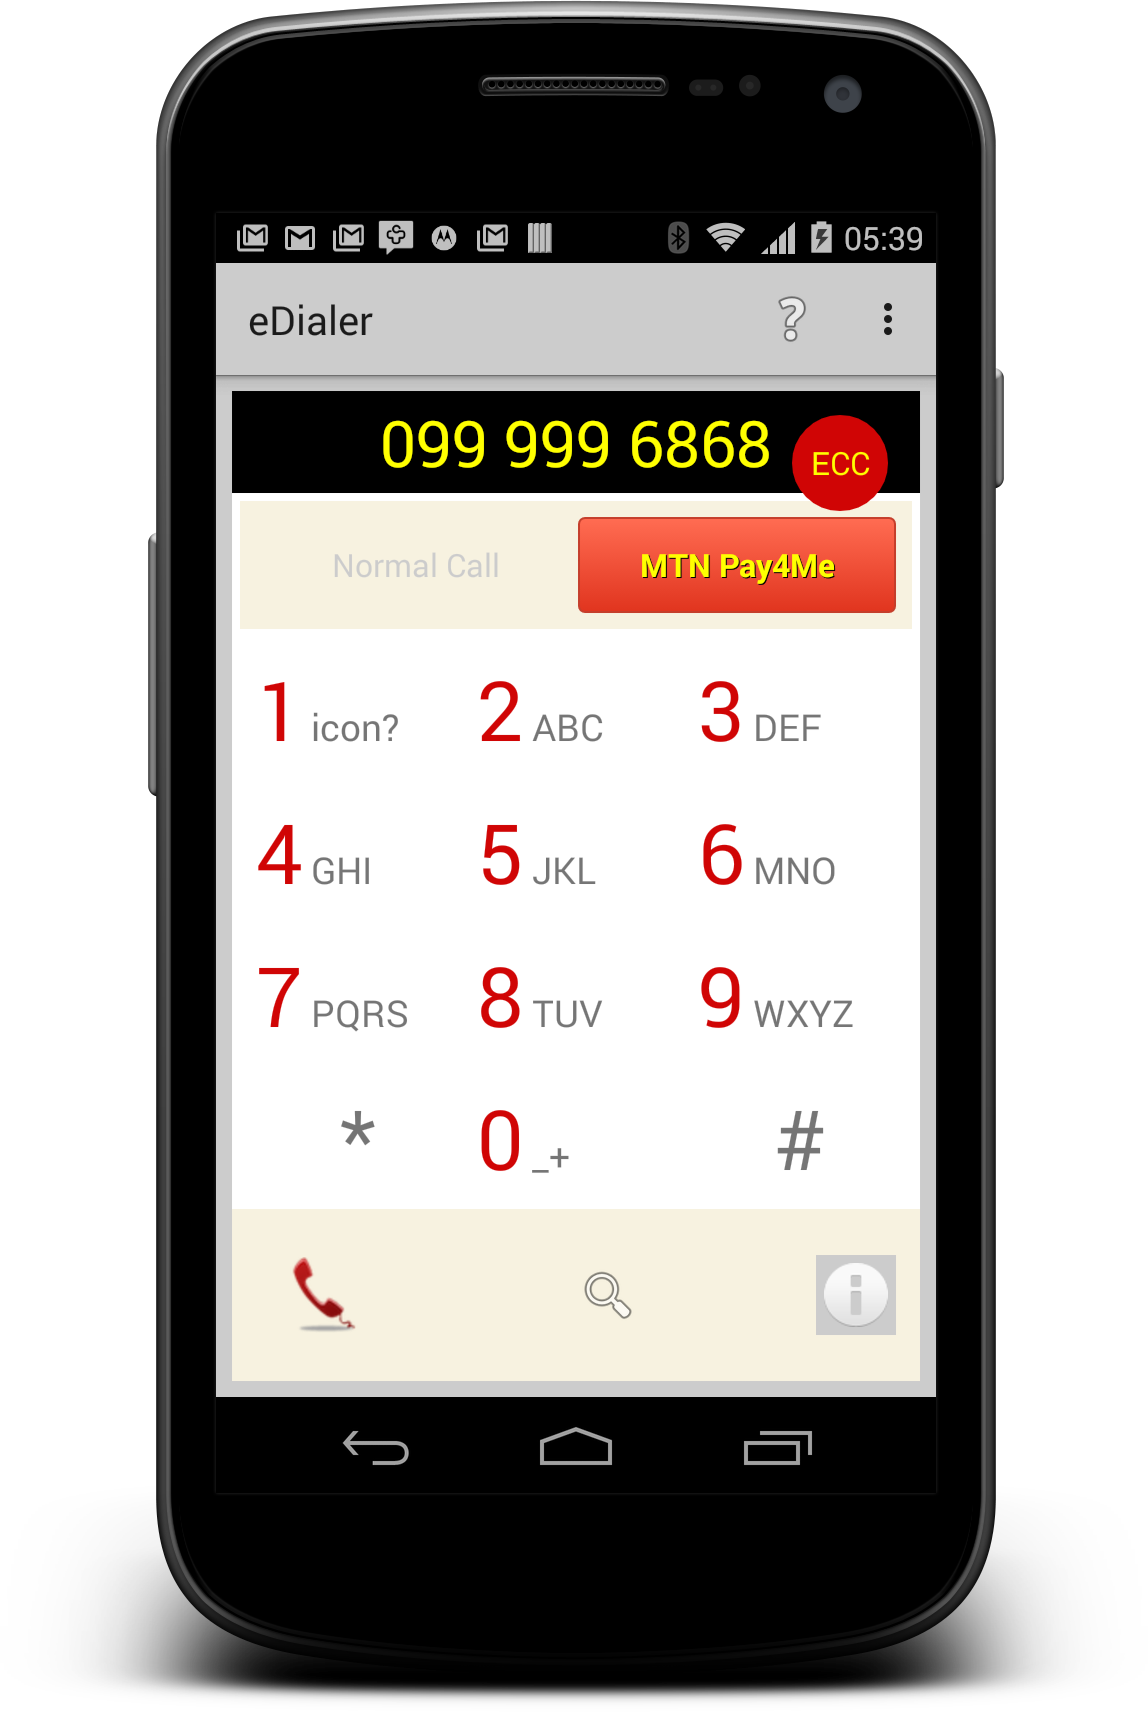 05:39
eDialer
099 999 6868
ECC
Normal Call MTN Pay4Me
1 icon? 2 ABC 3 DEF
4 GHI 5 JKL 6 MNO
7 PQRS 8 TUV 9 WXYZ
* 0 _+ #